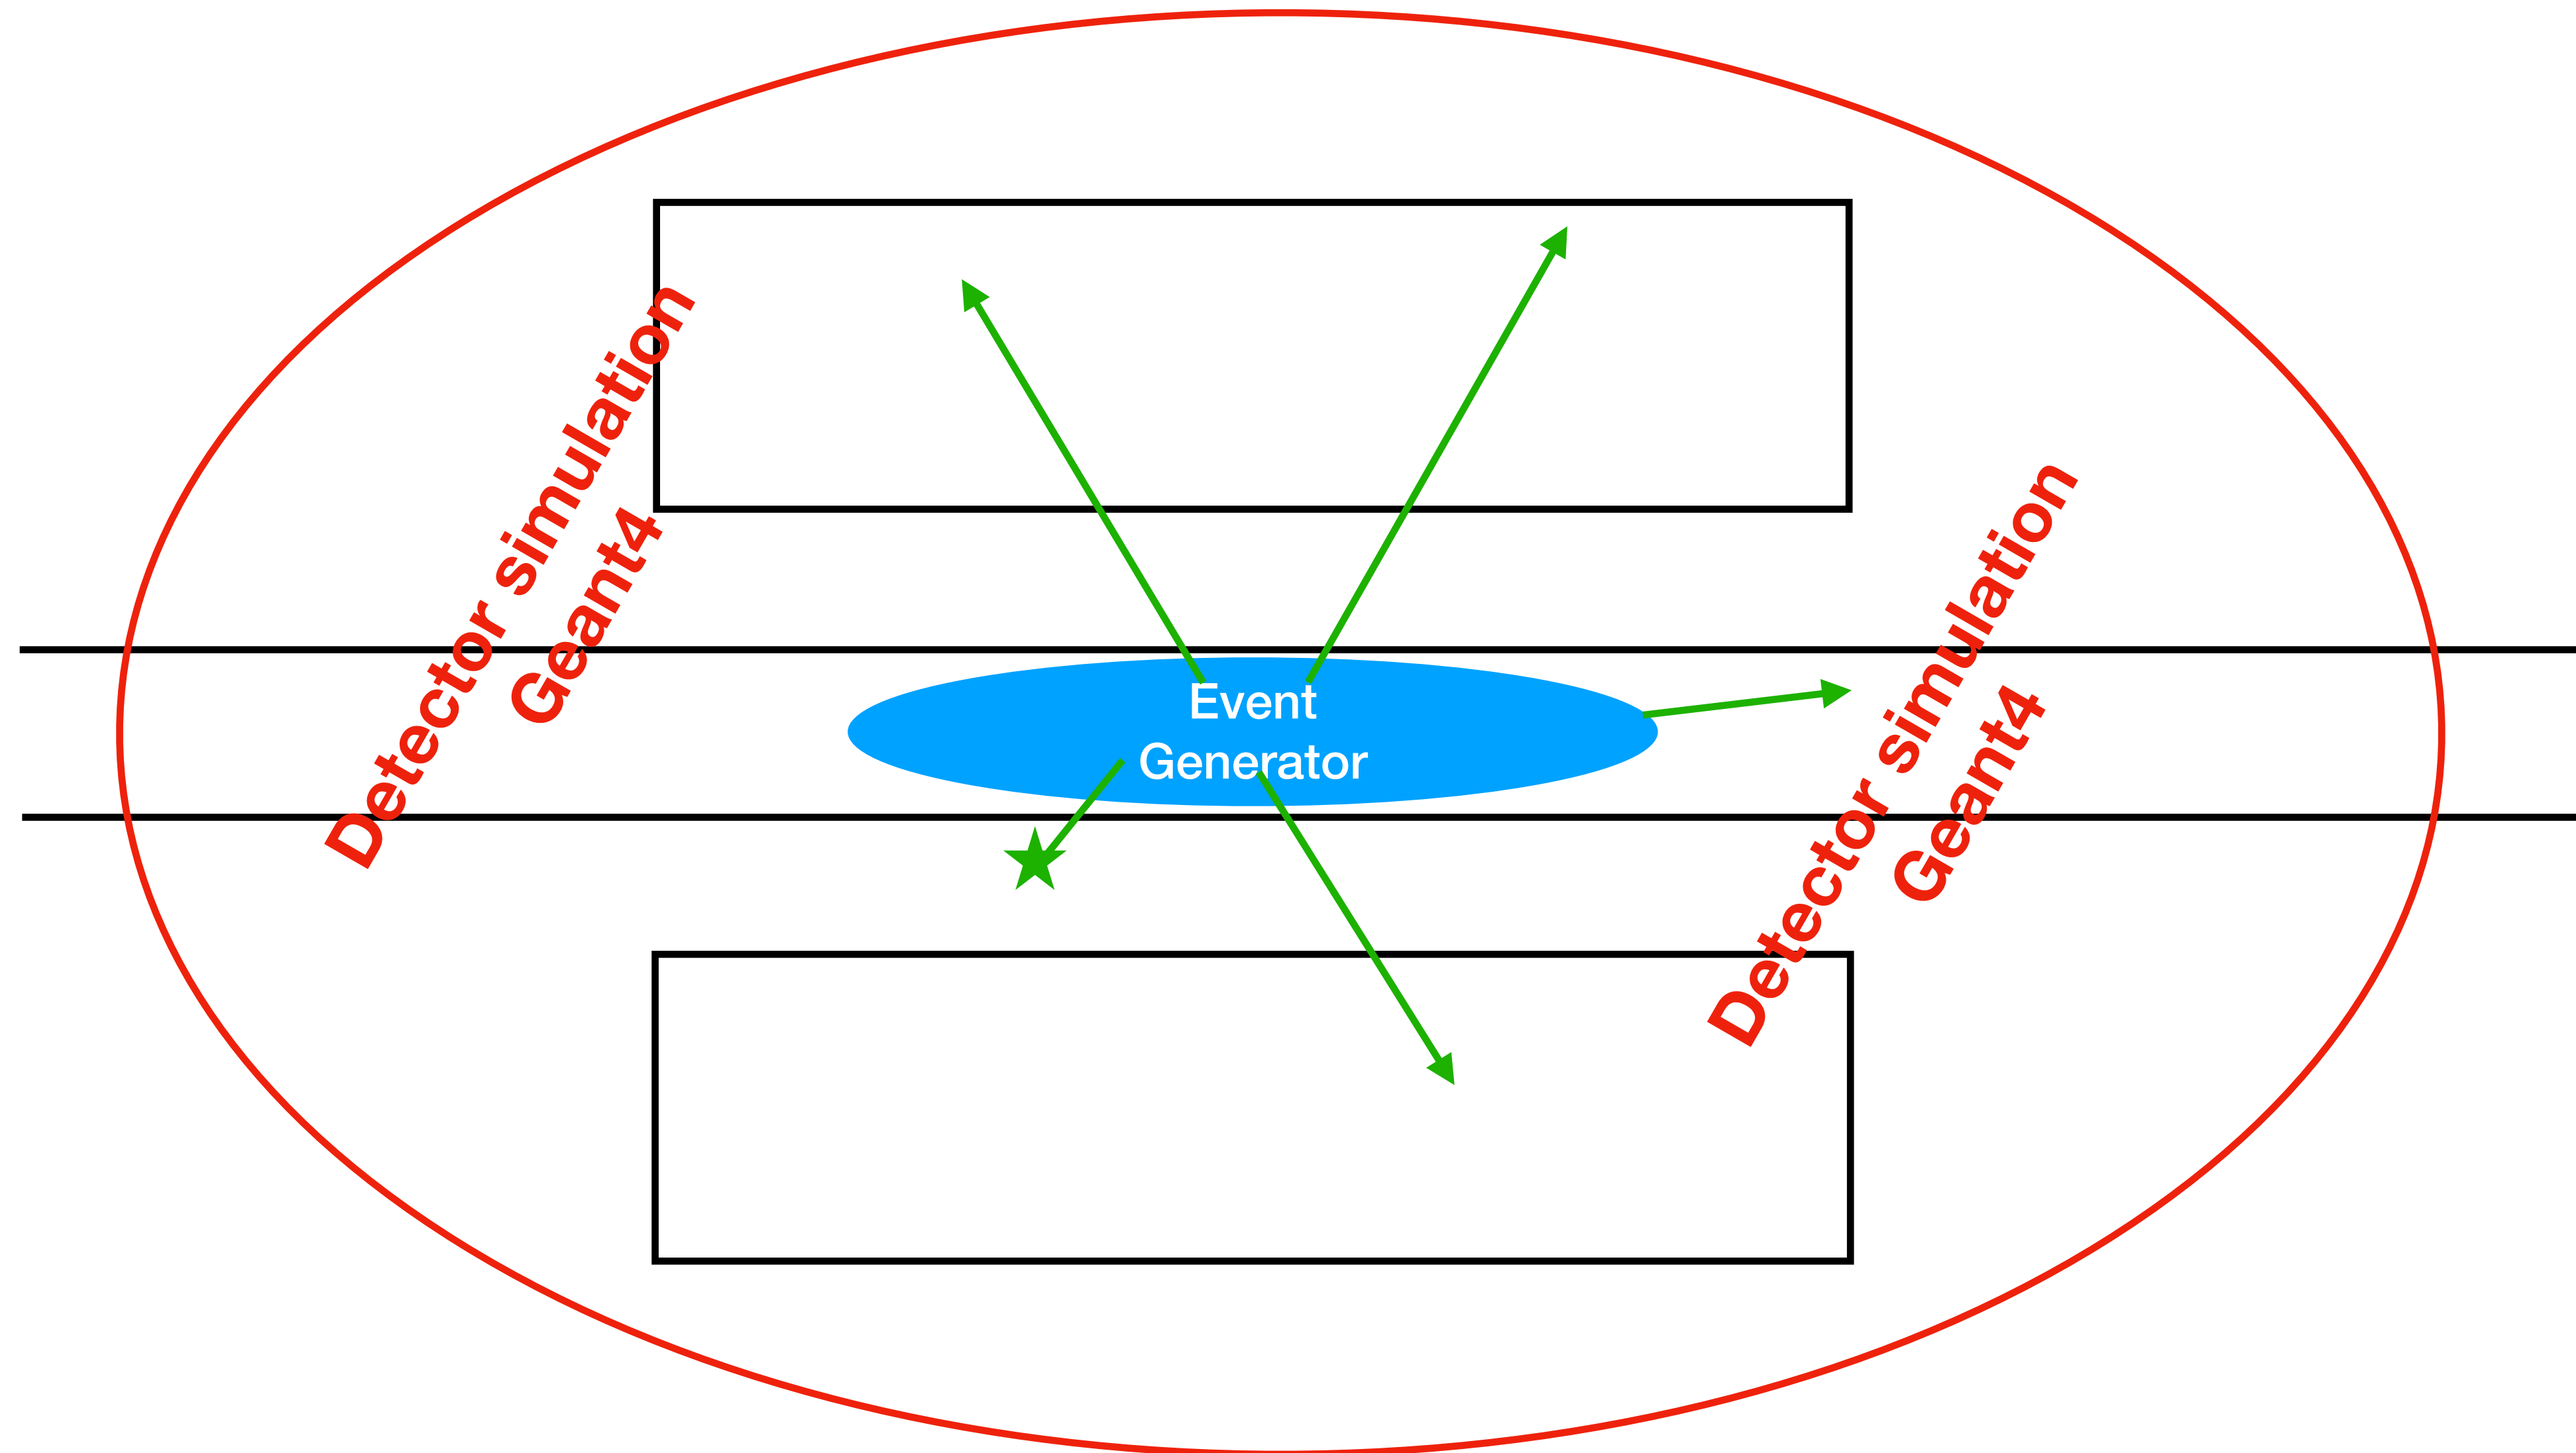 Detector simulation
Geant4
Event
Generator
Detector simulation
Geant4